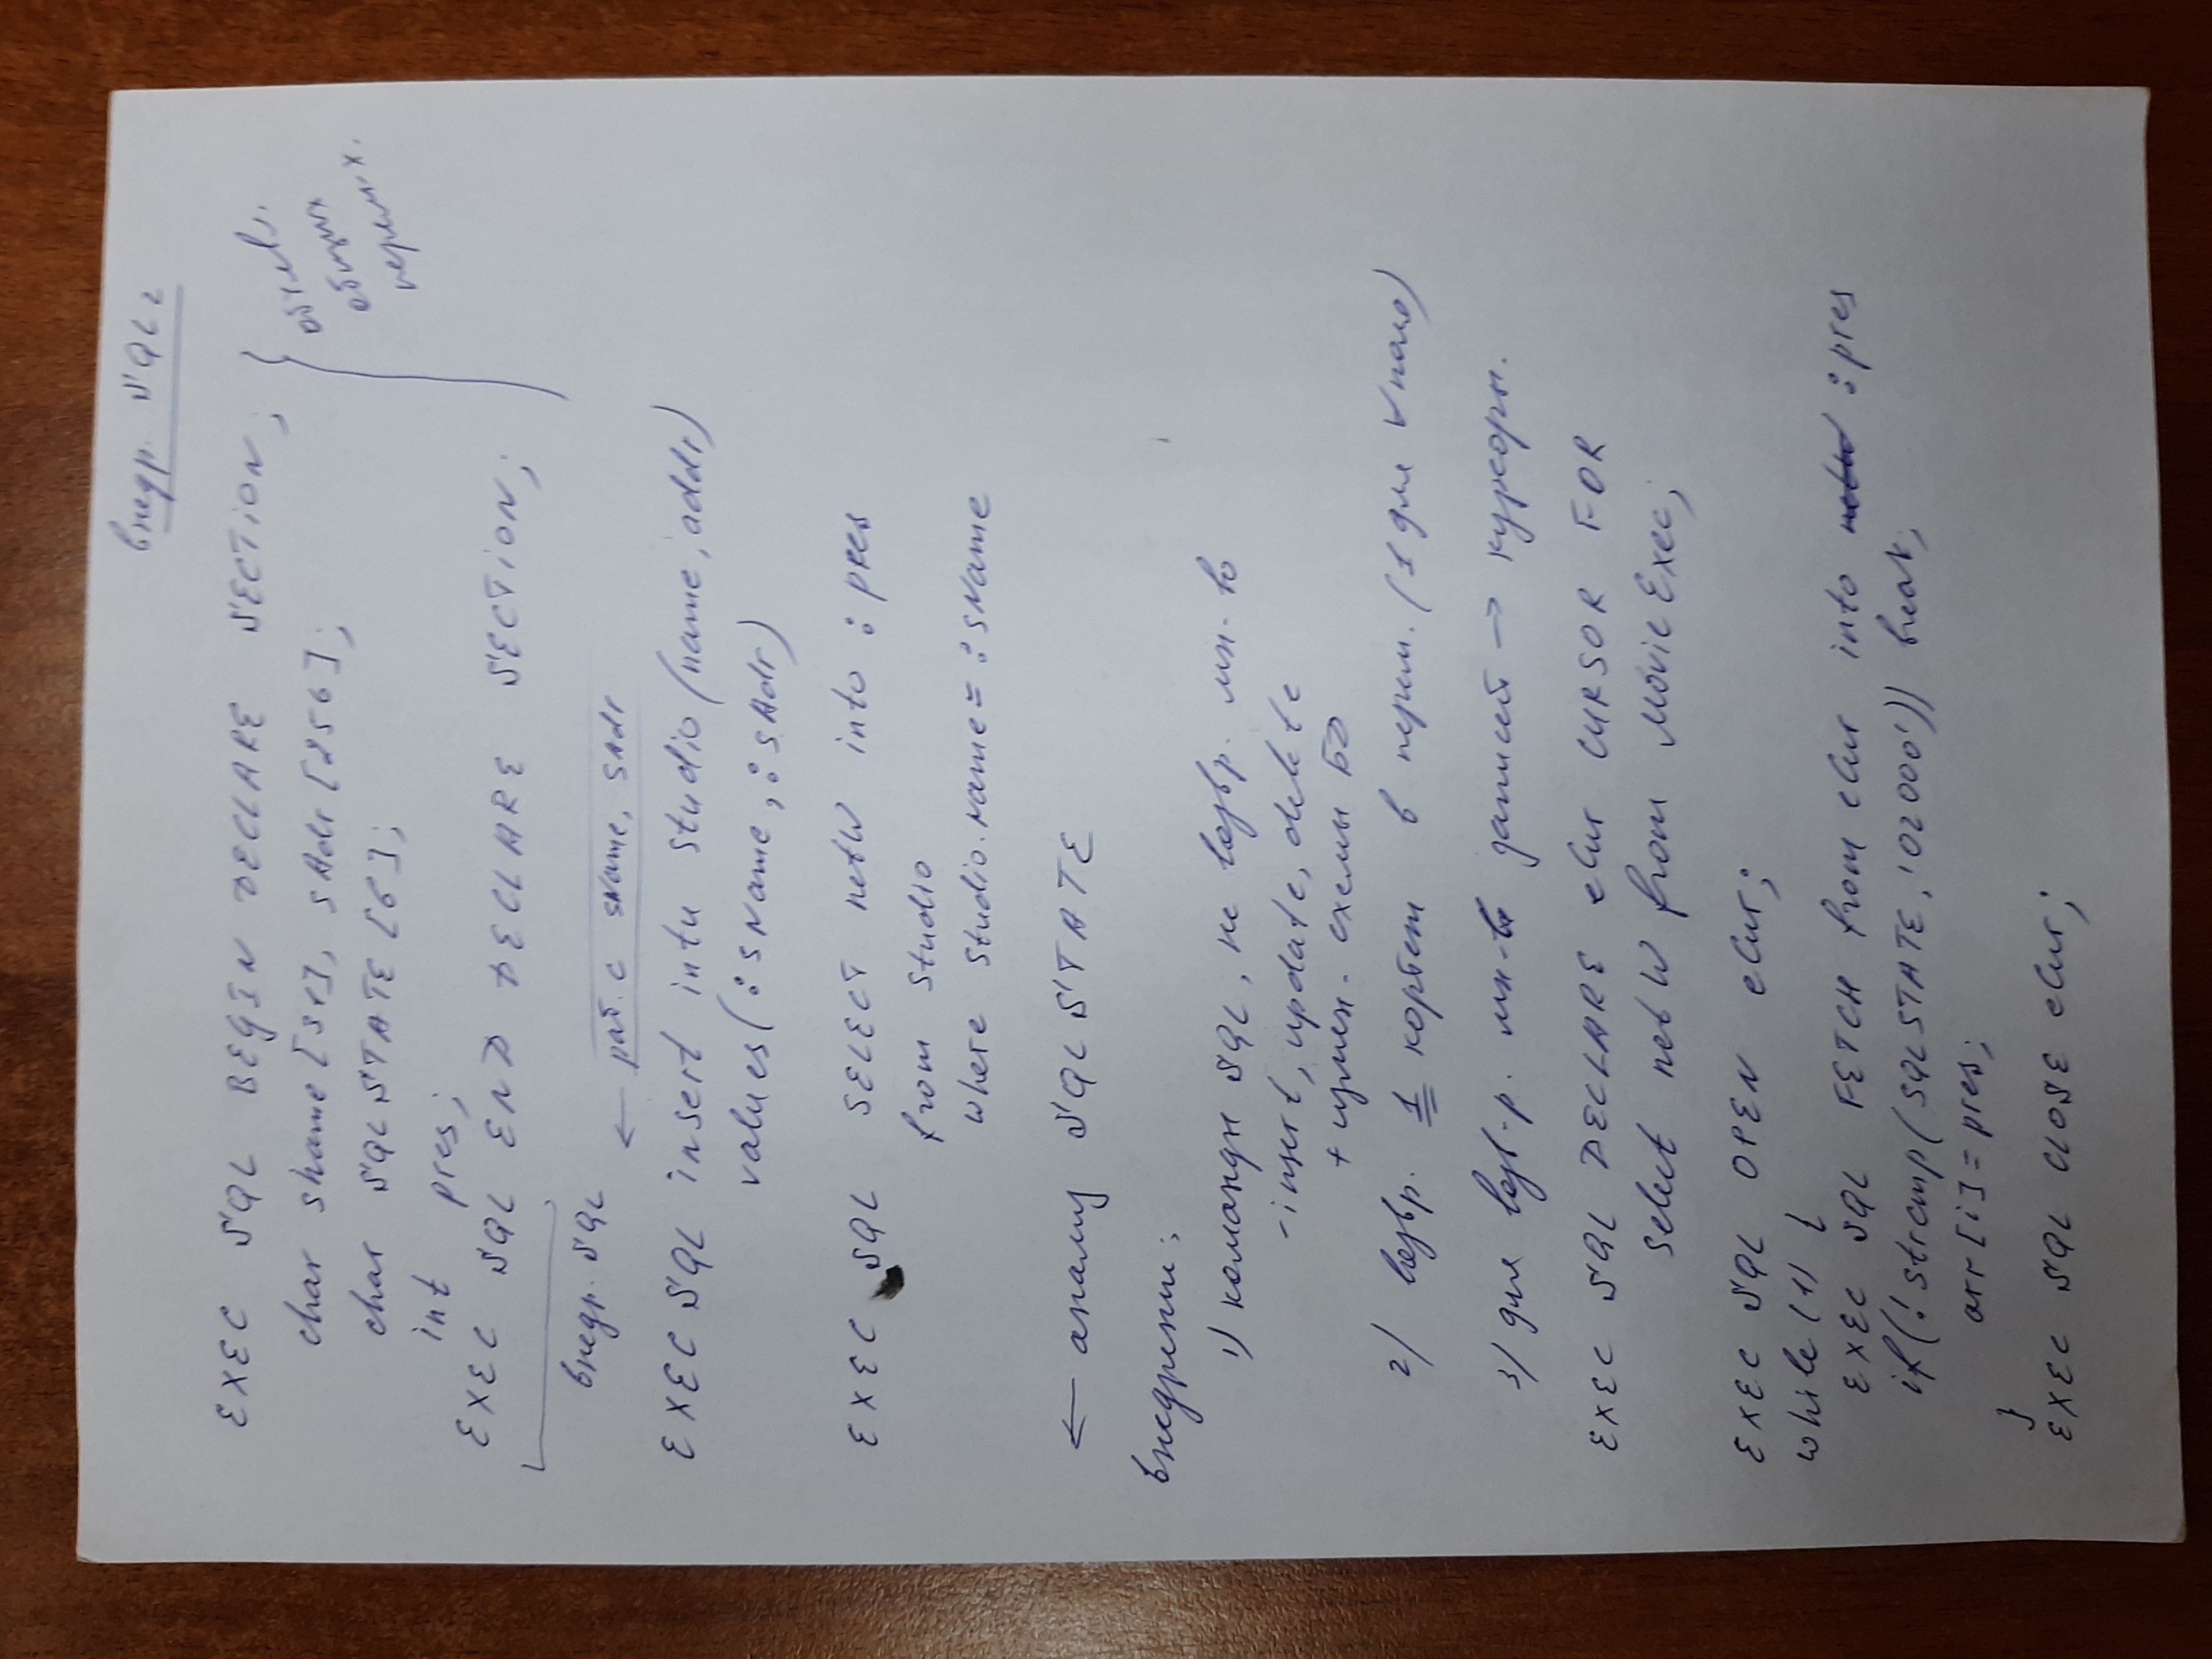 внедр. SQL 2
EXEC SQL BEGIN DECLARE SECTION;
char sName [31], sAdr [256];
char SQLSTATE [6];
int pres;
EXEC SQL END DECLARE SECTION;
объявл.
общих
перем-х.
внедр. SQL
← раб. с sName, sAdr
EXEC SQL insert into Studio (name, addr)
values (:sName, :sAdr)
EXEC SQL SELECT netW into :pres
from Studio
where Studio.Name = :sName
← анализ SQLSTATE
Внедрение:
1) команды SQL, не возвр. мн-во
- insert, update, delete
+ измен. схемы БД
2) возвр. 1 кортеж в перем. (1 для ∀ поля)
3) для возв-р. мн-ва записей → курсоры.
EXEC SQL DECLARE eCur CURSOR FOR
select netW from MovieExec;
EXEC SQL OPEN eCur;
while (1) {
EXEC SQL FETCH from eCur into netW :pres
if (! strcmp (SQLSTATE, '02000')) break;
arr [i] = pres;
}
EXEC SQL CLOSE eCur;